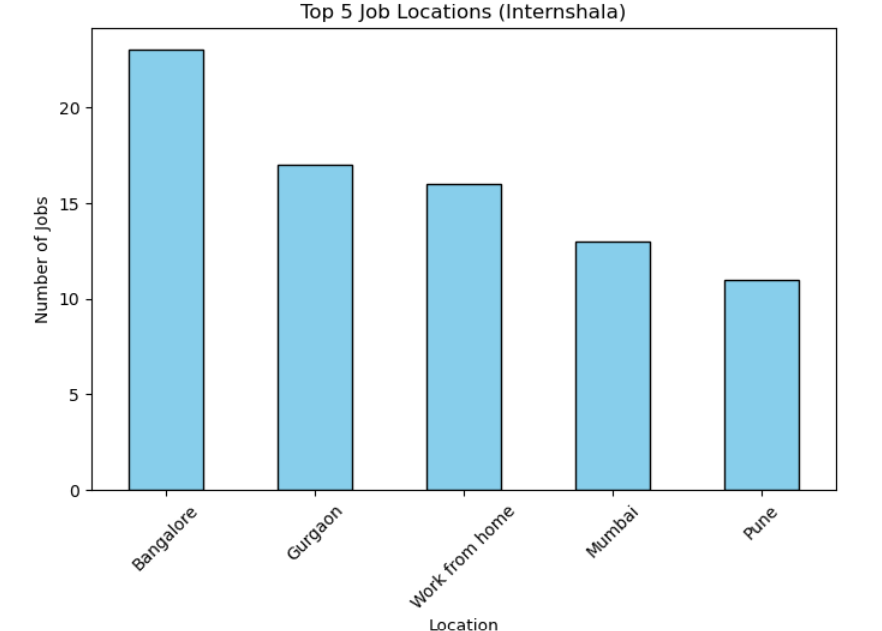 Top 5 Job Locations (Internshala)
Number of Jobs
20
15
10
5
0
Bangalore
Gurgaon
Work from home
Mumbai
Pune
Location